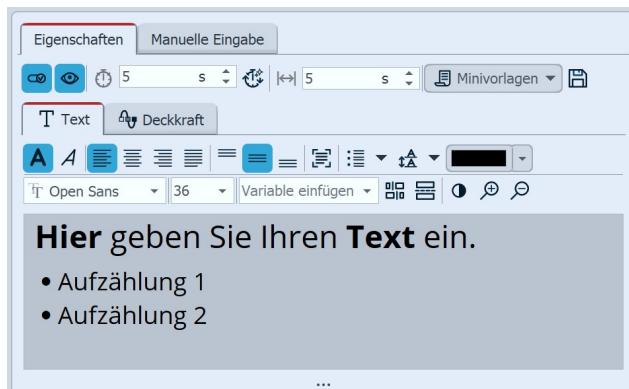 Eigenschaften Manuelle Eingabe
5 s 5 s Minivorlagen
T Text Deckkraft
A A
Open Sans 36 Variable einfügen
Hier geben Sie Ihren Text ein.
• Aufzählung 1
• Aufzählung 2
...